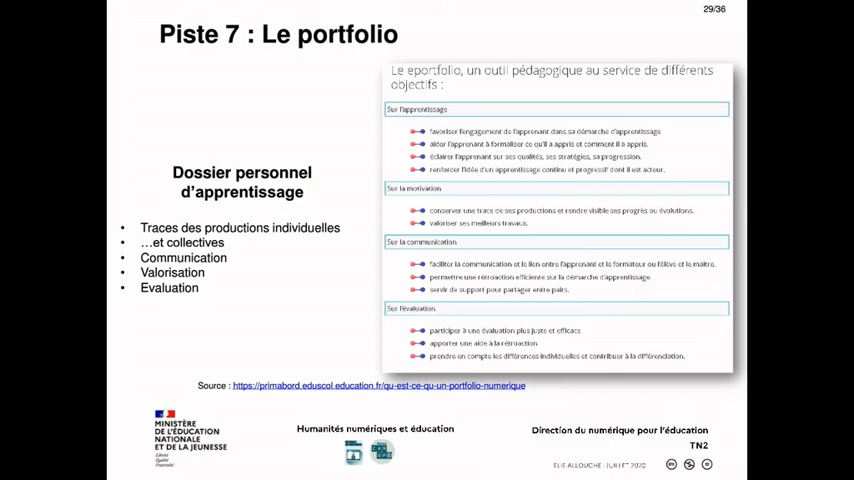 29/36
Piste 7 : Le portfolio
Dossier personnel
d'apprentissage
• Traces des productions individuelles
• …et collectives
• Communication
• Valorisation
• Evaluation
Le eportfolio, un outil pédagogique au service de différents
objectifs :
Sur l'apprentissage
favoriser l'engagement de l'apprenant dans sa démarche d'apprentissage
aider l'apprenant à formaliser ce qu'il a appris et comment il a appris.
éclairer l'apprenant sur ses qualités, ses stratégies, sa progression.
renforcer l'idée d'un apprentissage continu et progressif dont il est acteur.
Sur la motivation
conserver une trace de ses productions et rendre visible ses progrès ou évolutions.
valoriser ses meilleurs travaux.
Sur la communication
faciliter la communication et le lien entre l'apprenant et le formateur ou l'élève et le maître.
permettre une rétroaction efficiente sur la démarche d'apprentissage
servir de support pour partager entre pairs.
Sur l'évaluation
participer à une évaluation plus juste et efficace
apporter une aide à la rétroaction
prendre en compte les différences individuelles et contribuer à la différenciation.
Source : https://primabord.eduscol.education.fr/qu-est-ce-qu-un-portfolio-numerique
MINISTÈRE
DE L'ÉDUCATION
NATIONALE
ET DE LA JEUNESSE
Liberté
Égalité
Fraternité
Humanités numériques et éducation
Direction du numérique pour l'éducation
TN2
ELIE ALLOUCHE - JUILLET 2020